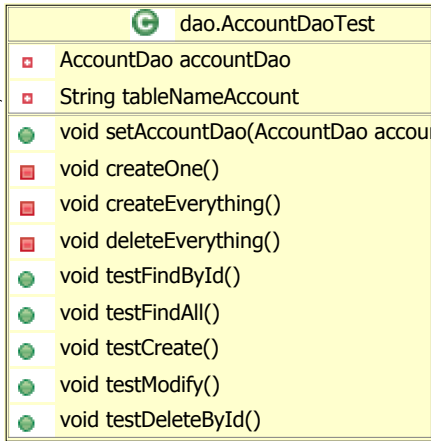 C dao.AccountDaoTest
AccountDao accountDao
String tableNameAccount
void setAccountDao(AccountDao accou
void createOne()
void createEverything()
void deleteEverything()
void testFindById()
void testFindAll()
void testCreate()
void testModify()
void testDeleteById()